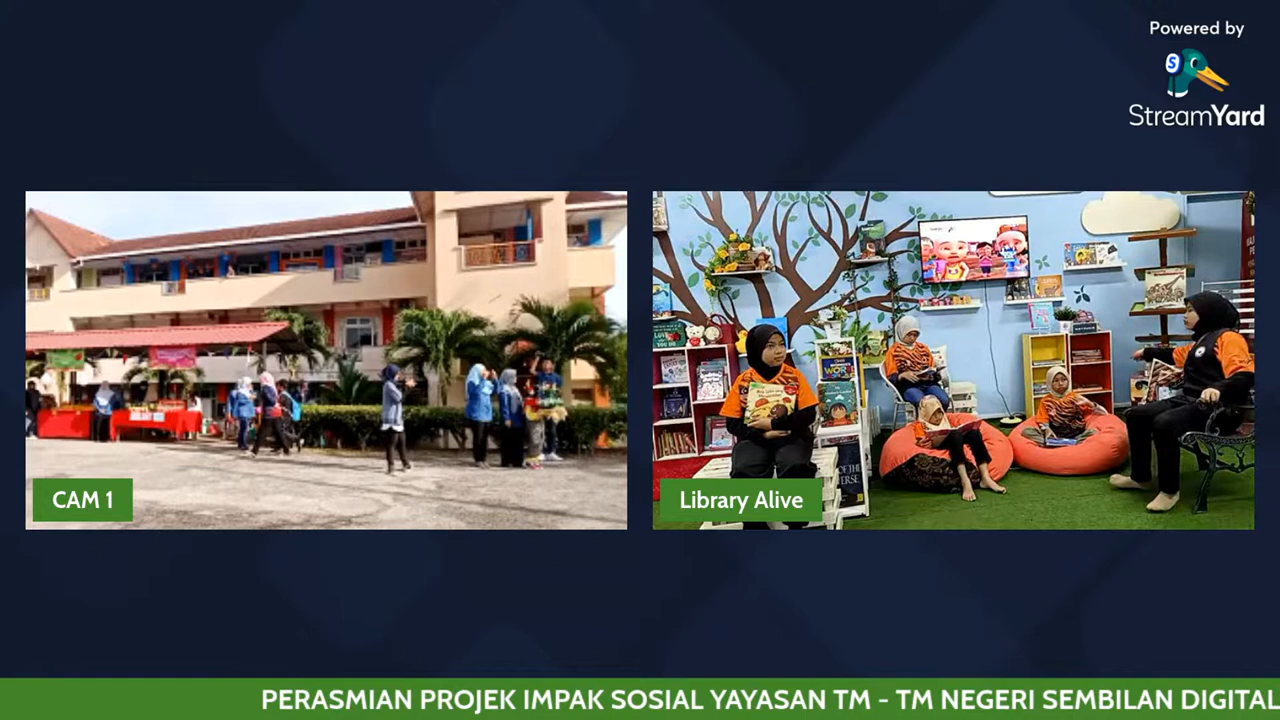 Powered by
S
StreamYard
CAM 1
Library Alive
PERASMIAN PROJEK IMPAK SOSIAL YAYASAN TM - TM NEGERI SEMBILAN DIGITAL